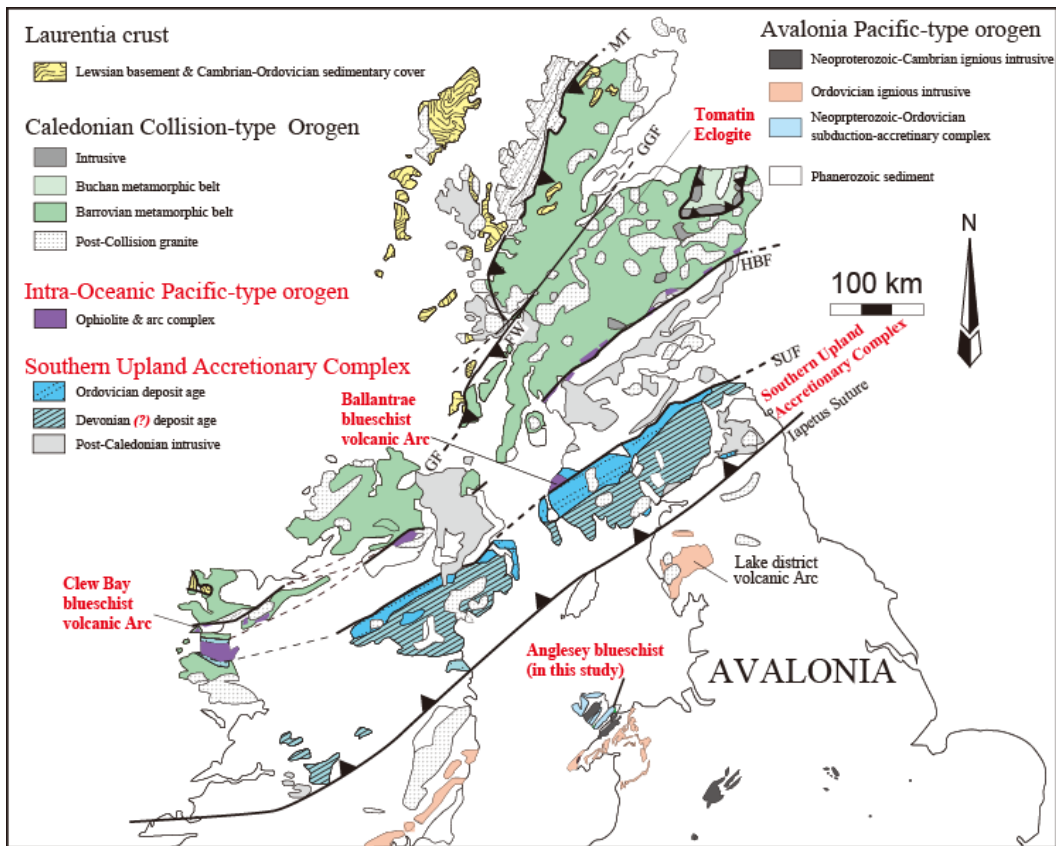 Laurentia crust
Lewsian basement & Cambrian-Ordovician sedimentary cover
Caledonian Collision-type Orogen
Intrusive
Buchan metamorphic belt
Barrovian metamorphic belt
Post-Collision granite
Intra-Oceanic Pacific-type orogen
Ophiolite & arc complex
Southern Upland Accretionary Complex
Ordovician deposit age
Devonian (?) deposit age
Post-Caledonian intrusive
Avalonia Pacific-type orogen
Neoproterozoic-Cambrian ignious intrusive
Ordovician ignious intrusive
Neoprpterozoic-Ordovician
subduction-accretinary complex
Phanerozoic sediment
MT
GGF
Tomatin
Eclogite
N
HBF
100 km
FW
SUF
Southern Upland
Accretionary Complex
Iapetus Suture
Ballantrae
blueschist
volcanic Arc
GF
Lake district
volcanic Arc
Clew Bay
blueschist
volcanic Arc
Anglesey blueschist
(in this study)
AVALONIA